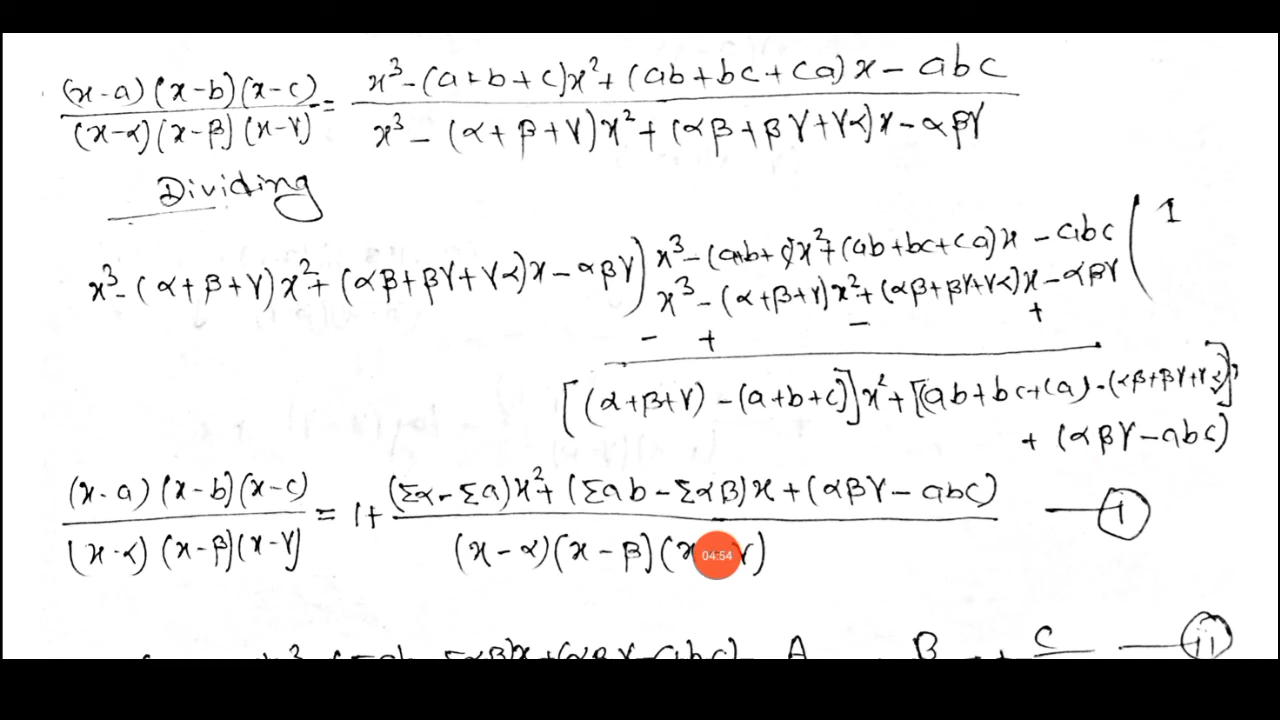 (x-a)(x-b)(x-c) / (x-α)(x-β)(x-γ) = x³-(a+b+c)x²+(ab+bc+ca)x-abc / x³-(α+β+γ)x²+(αβ+βγ+γα)x-αβγ
Dividing
x³-(α+β+γ)x²+(αβ+βγ+γα)x-αβγ) x³-(a+b+c)x²+(ab+bc+ca)x-abc ( 1
x³-(α+β+γ)x²+(αβ+βγ+γα)x-αβγ
- + - +
[(α+β+γ)-(a+b+c)]x²+[(ab+bc+ca)-(αβ+βγ+γα)]
+(αβγ-abc)
(x-a)(x-b)(x-c) / (x-α)(x-β)(x-γ) = 1+ (Σα-Σa)x²+(Σab-Σαβ)x+(αβγ-abc) / (x-α)(x-β)(x-γ) — (i)
04:54
A B + C — (ii)